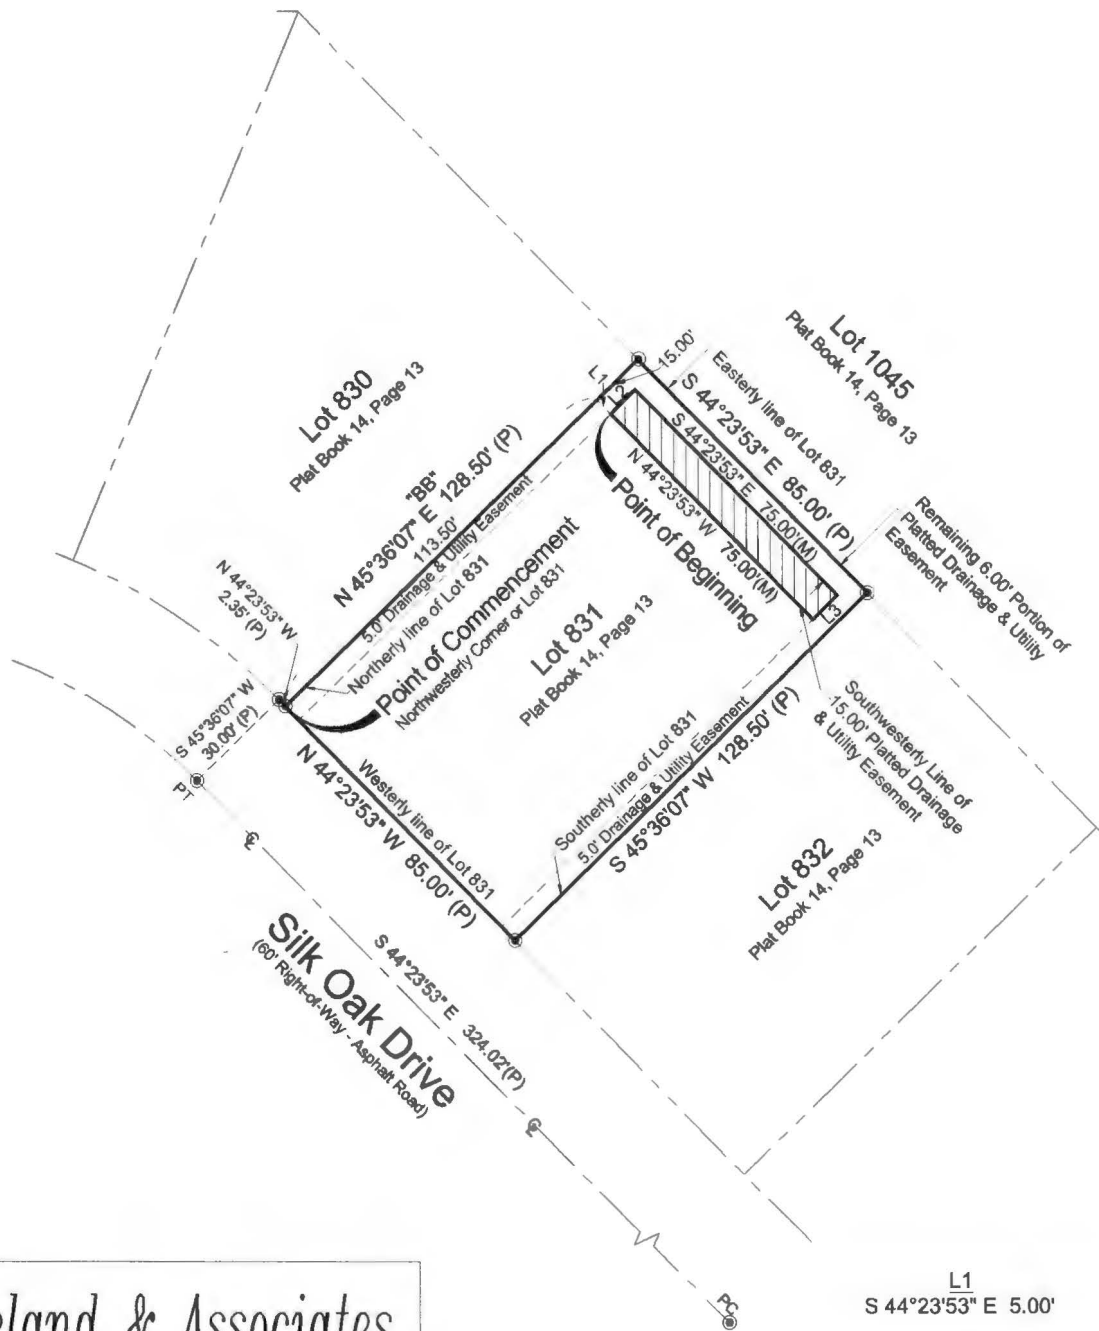 Lot 830
Plat Book 14, Page 13
Lot 1045
Plat Book 14, Page 13
15.00'
L1
L2
Easterly line of Lot 831
S 44°23'53" E 85.00' (P)
S 44°23'53" E 75.00'(M)
N 44°23'53" W 75.00'(M)
"BB"
N 45°36'07" E 128.50' (P)
113.50'
5.0' Drainage & Utility Easement
Northerly line of Lot 831
Point of Beginning
Remaining 6.00' Portion of
Platted Drainage & Utility
Easement
L3
N 44°23'53" W
2.35' (P)
Point of Commencement
Northwesterly Corner or Lot 831
Lot 831
Plat Book 14, Page 13
S 45°36'07" W
30.00' (P)
PT
Westerly line of Lot 831
N 44°23'53" W 85.00' (P)
Southerly line of Lot 831
5.0' Drainage & Utility Easement
S 45°36'07" W 128.50' (P)
Southwesterly Line of
15.00' Platted Drainage
& Utility Easement
Lot 832
Plat Book 14, Page 13
℄
S 44°23'53" E 324.02'(P)
Silk Oak Drive
(60' Right-of-Way - Asphalt Road)
℄
PC
L1
S 44°23'53" E 5.00'
land & Associates